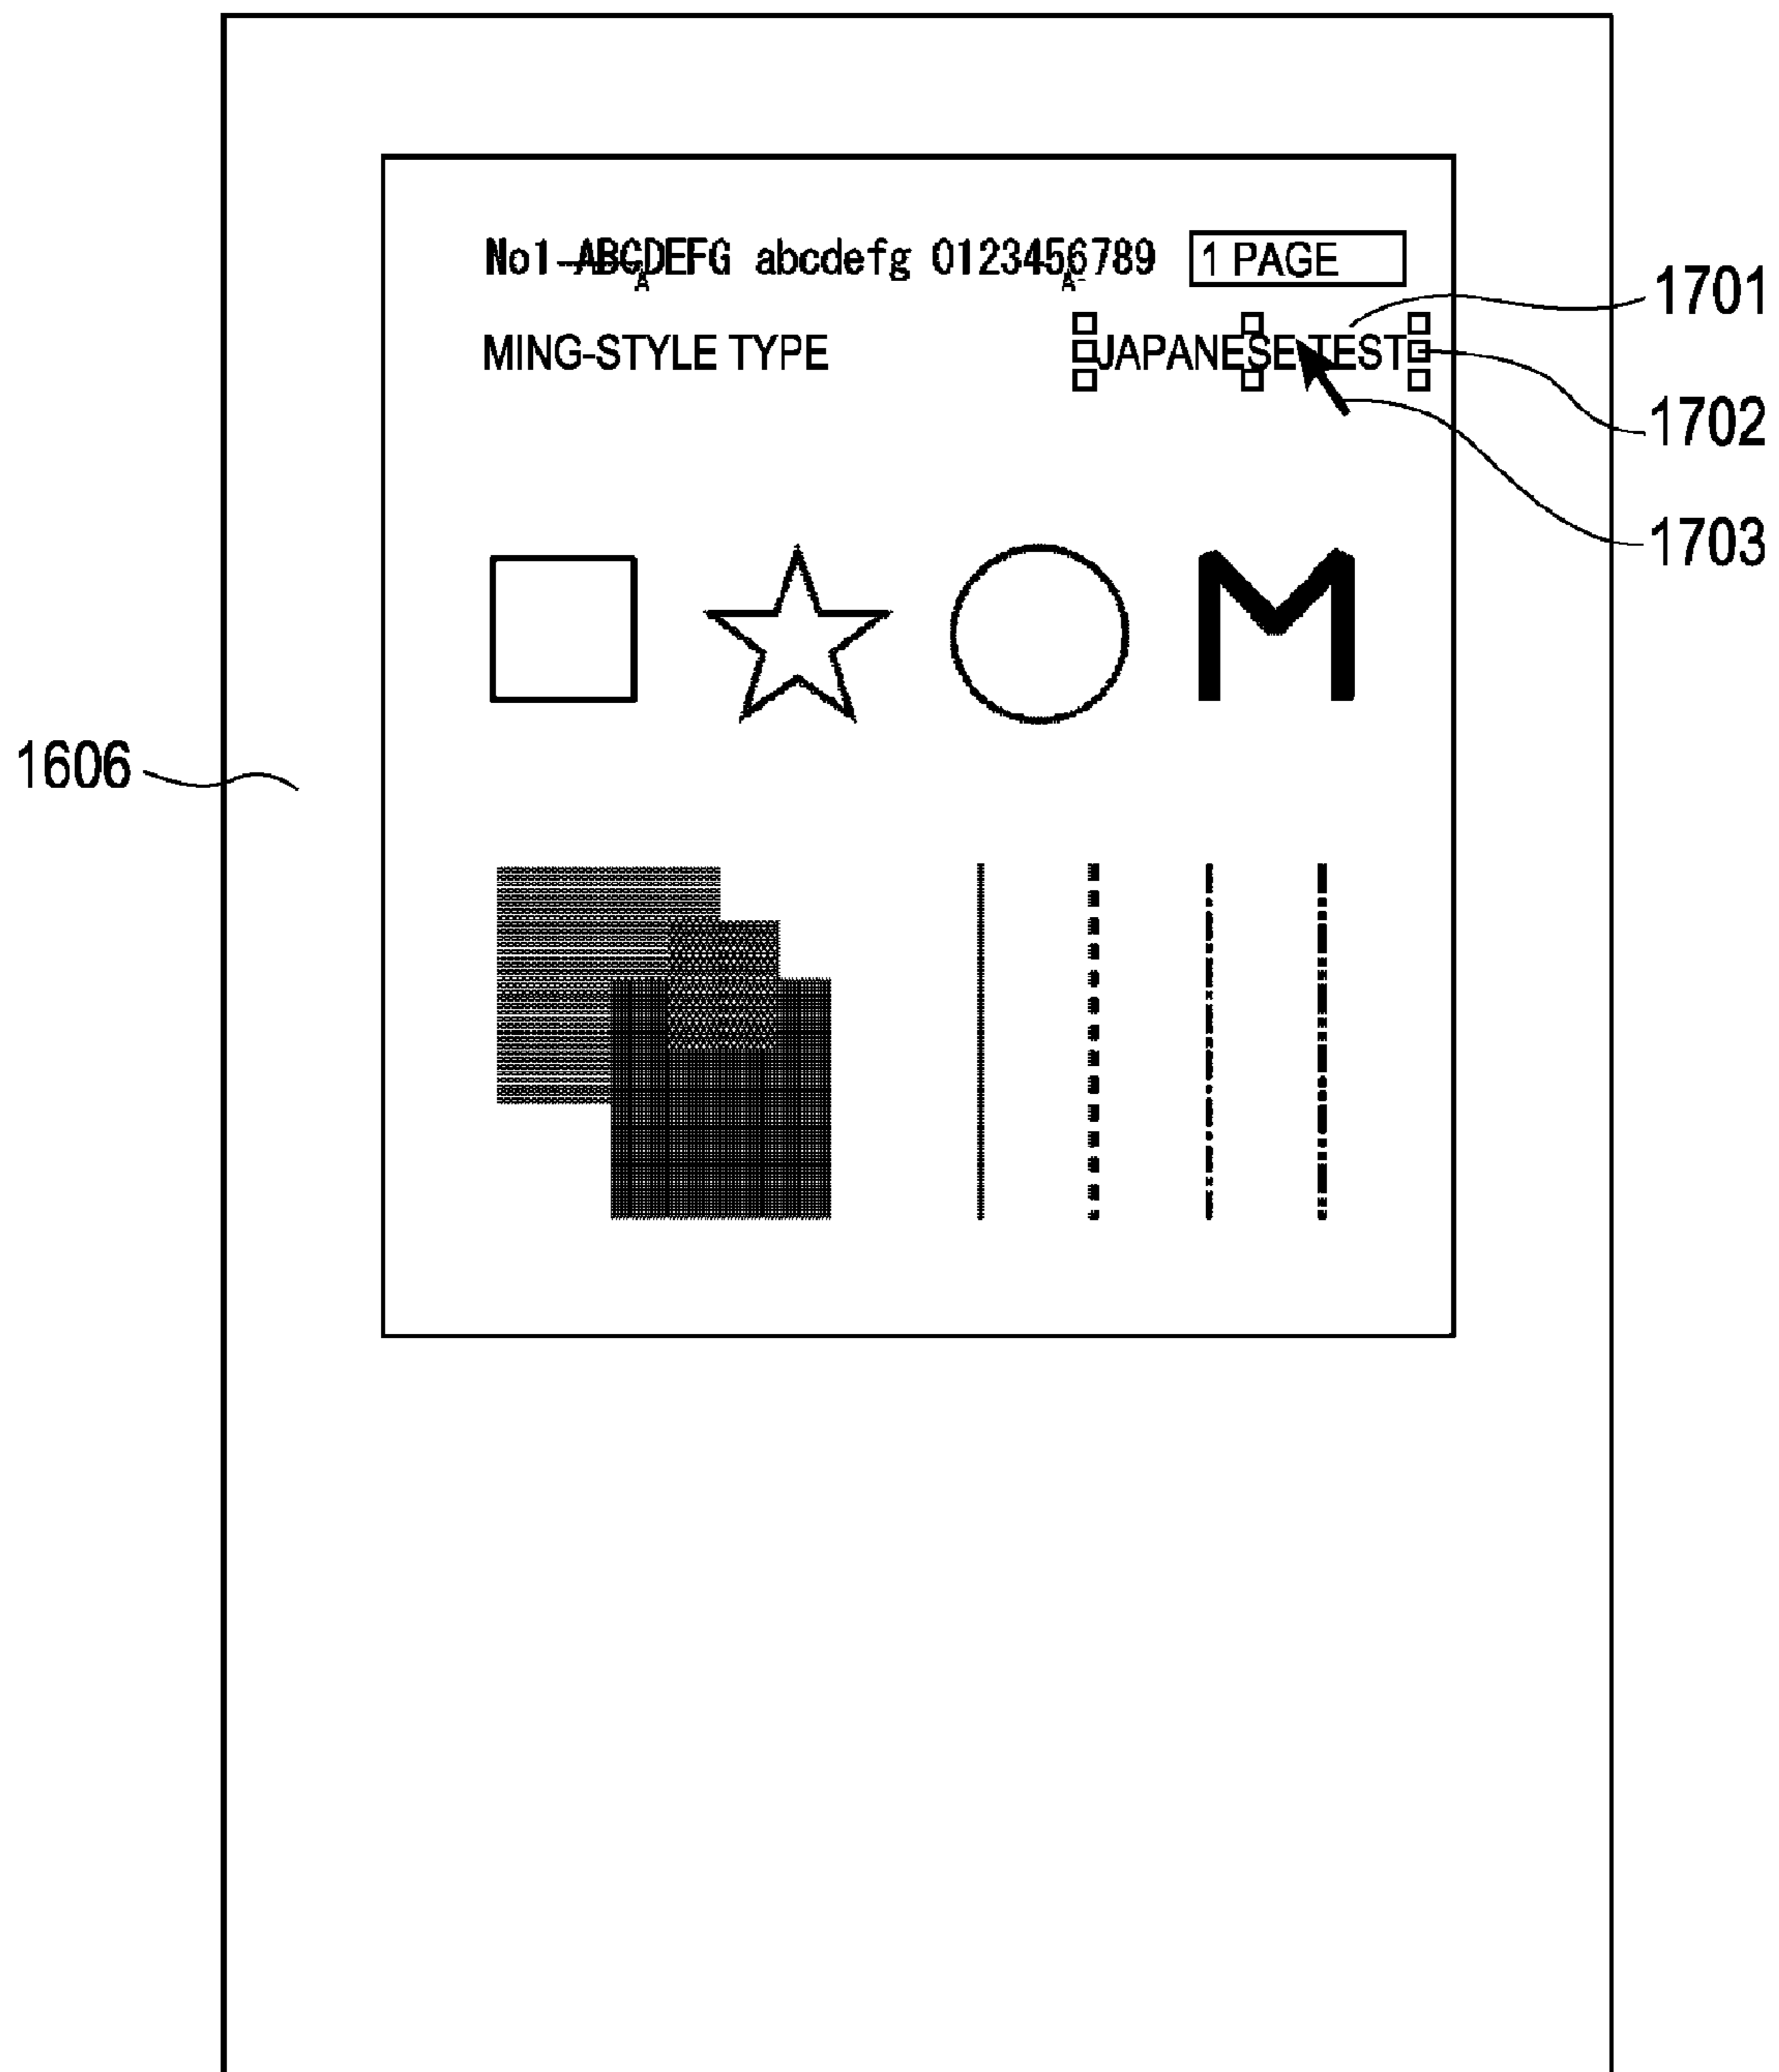 No1 ABCDEFG abcdefg 0123456789 1 PAGE
A A
MING-STYLE TYPE JAPANESE TEST
1701
1702
1703
M
1606